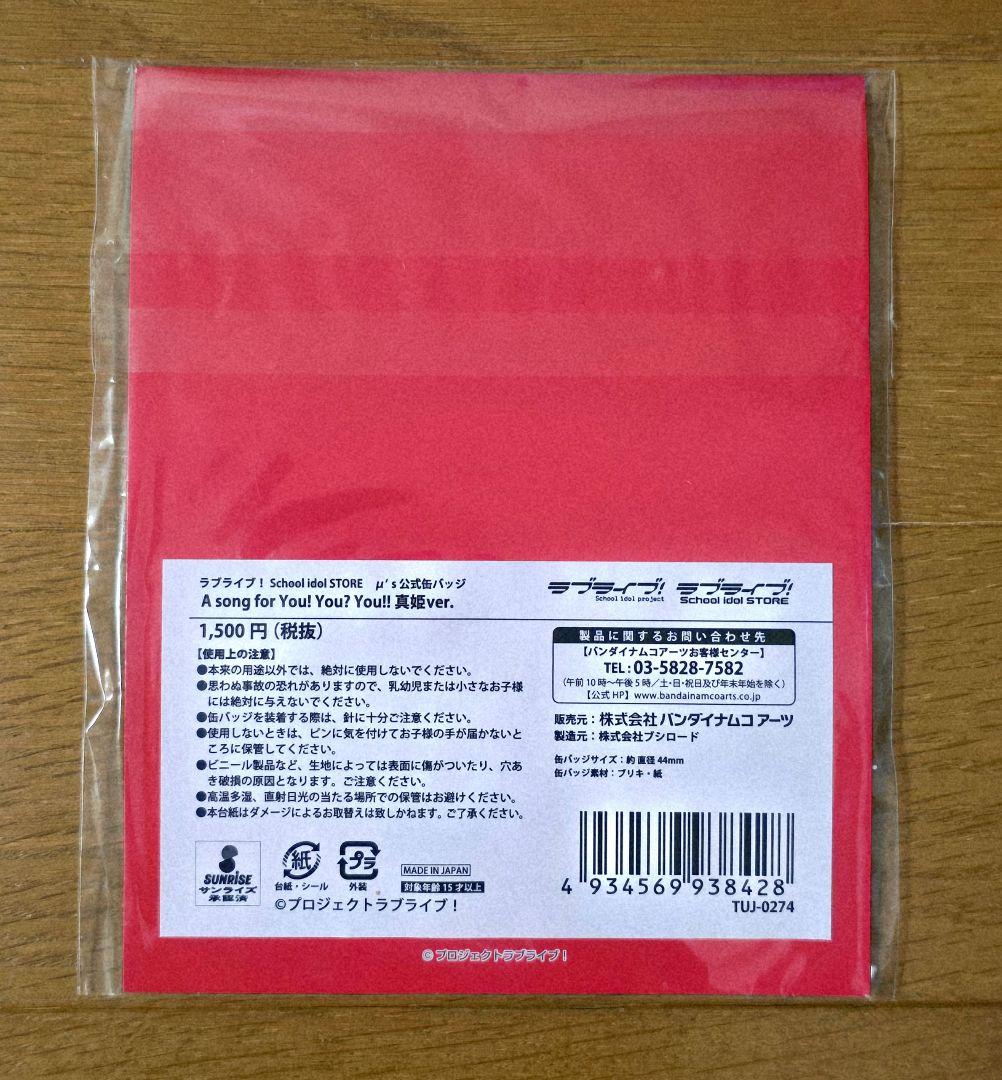 ラブライブ！ School idol STORE　μ's 公式缶バッジ
A song for You! You? You!! 真姫ver.
ラブライブ！
School idol project
ラブライブ！
School idol STORE
1,500 円（税抜）
【使用上の注意】
●本来の用途以外では、絶対に使用しないでください。
●思わぬ事故の恐れがありますので、乳幼児または小さなお子様
には絶対に与えないでください。
●缶バッジを装着する際は、針に十分ご注意ください。
●使用しないときは、ピンに気を付けてお子様の手が届かないと
ころに保管してください。
●ビニール製品など、生地によっては表面に傷がついたり、穴あ
き破損の原因となります。ご注意ください。
●高温多湿、直射日光の当たる場所での保管はお避けください。
●本台紙はダメージによるお取替えは致しかねます。ご了承ください。
製品に関するお問い合わせ先
【バンダイナムコアーツお客様センター】
TEL：03-5828-7582
（午前10時～午後5時／土・日・祝日及び年末年始を除く）
【公式HP】www.bandainamcoarts.co.jp
販売元：株式会社バンダイナムコアーツ
製造元：株式会社ブシロード
缶バッジサイズ：約 直径 44mm
缶バッジ素材：ブリキ・紙
SUNRISE
サンライズ
承認済
紙
台紙・シール
プラ
外装
MADE IN JAPAN
対象年齢 15 才以上
©プロジェクトラブライブ！
4 934569 938428
TUJ-0274
©プロジェクトラブライブ！